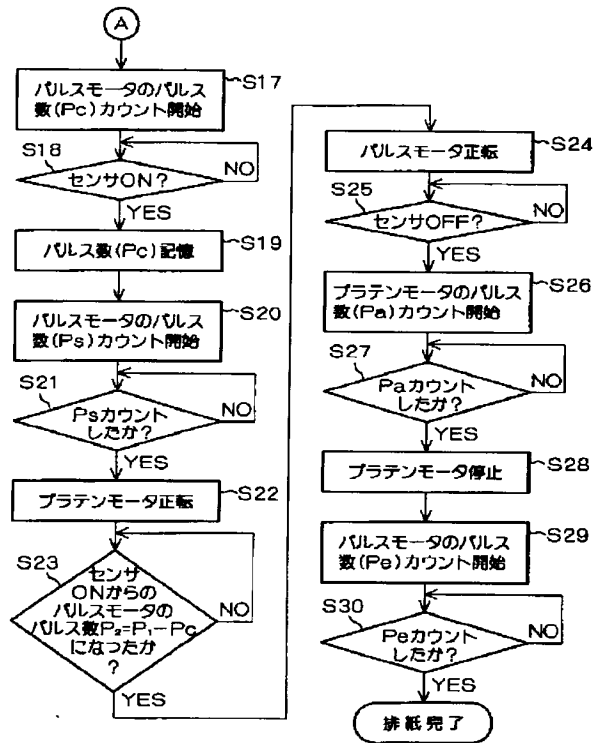 A
パルスモータのパルス
数(Pc)カウント開始
S17
S18
センサON?
NO
YES
パルス数(Pc)記憶
S19
パルスモータのパルス
数(Ps)カウント開始
S20
S21
Psカウント
したか?
NO
YES
プラテンモータ正転
S22
S23
センサ
ONからの
パルスモータの
パルス数P₂=P₁-Pc
になつたか
?
NO
YES
パルスモータ正転
S24
S25
センサOFF?
NO
YES
プラテンモータのパルス
数(Pa)カウント開始
S26
S27
Paカウント
したか?
NO
YES
プラテンモータ停止
S28
パルスモータのパルス
数(Pe)カウント開始
S29
S30
Peカウント
したか?
NO
YES
排紙完了